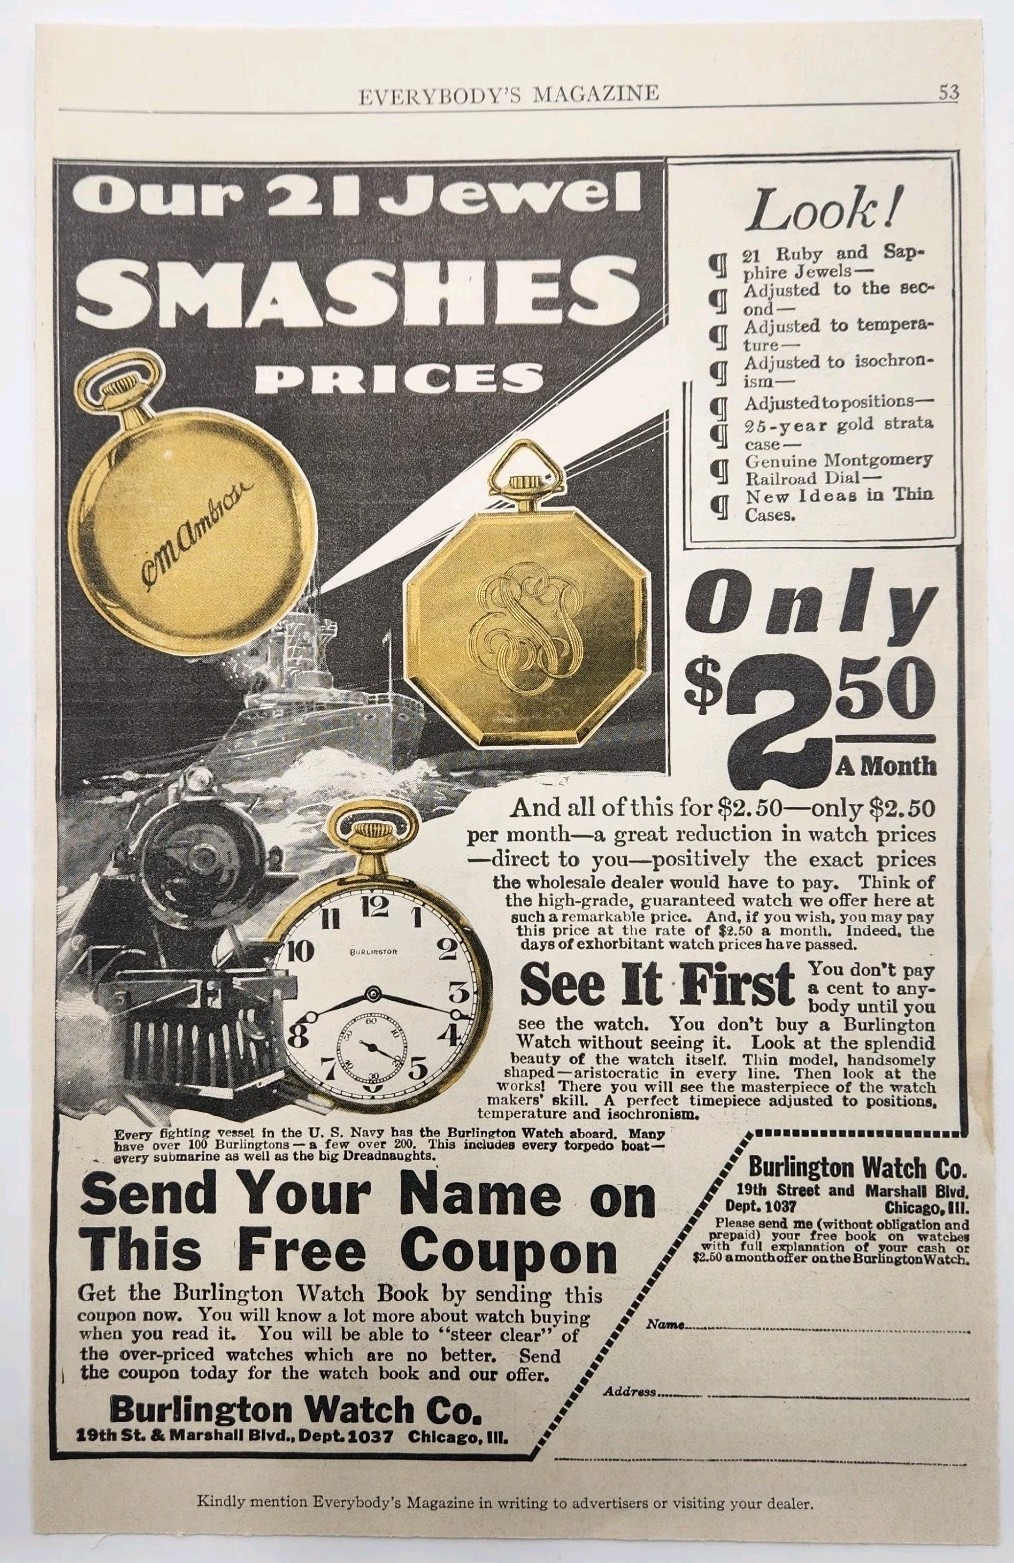 EVERYBODY'S MAGAZINE 53
Our 21 Jewel
SMASHES
PRICES
Look!
¶ 21 Ruby and Sap-
phire Jewels—
¶ Adjusted to the sec-
ond—
¶ Adjusted to tempera-
ture—
¶ Adjusted to isochron-
ism—
¶ Adjusted to positions—
¶ 25-year gold strata
case—
¶ Genuine Montgomery
Railroad Dial—
¶ New Ideas in Thin
Cases.
Only
$2.50
A Month
And all of this for $2.50—only $2.50
per month—a great reduction in watch prices
—direct to you—positively the exact prices
the wholesale dealer would have to pay. Think of
the high-grade, guaranteed watch we offer here at
such a remarkable price. And, if you wish, you may pay
this price at the rate of $2.50 a month. Indeed, the
days of exhorbitant watch prices have passed.
See It First You don't pay
a cent to any-
body until you
see the watch. You don't buy a Burlington
Watch without seeing it. Look at the splendid
beauty of the watch itself. Thin model, handsomely
shaped—aristocratic in every line. Then look at the
works! There you will see the masterpiece of the watch
makers' skill. A perfect timepiece adjusted to positions,
temperature and isochronism.
11 12 1
10 2
BURLINGTON
3
8 4
7 5
60
30
Every fighting vessel in the U. S. Navy has the Burlington Watch aboard. Many
have over 100 Burlingtons—a few over 200. This includes every torpedo boat—
every submarine as well as the big Dreadnaughts.
Send Your Name on
This Free Coupon
Get the Burlington Watch Book by sending this
coupon now. You will know a lot more about watch buying
when you read it. You will be able to "steer clear" of
the over-priced watches which are no better. Send
the coupon today for the watch book and our offer.
Burlington Watch Co.
19th St. & Marshall Blvd., Dept. 1037 Chicago, Ill.
Burlington Watch Co.
19th Street and Marshall Blvd.
Dept. 1037 Chicago, Ill.
Please send me (without obligation and
prepaid) your free book on watches
with full explanation of your cash or
$2.50 a month offer on the Burlington Watch.
Name
Address
Kindly mention Everybody's Magazine in writing to advertisers or visiting your dealer.